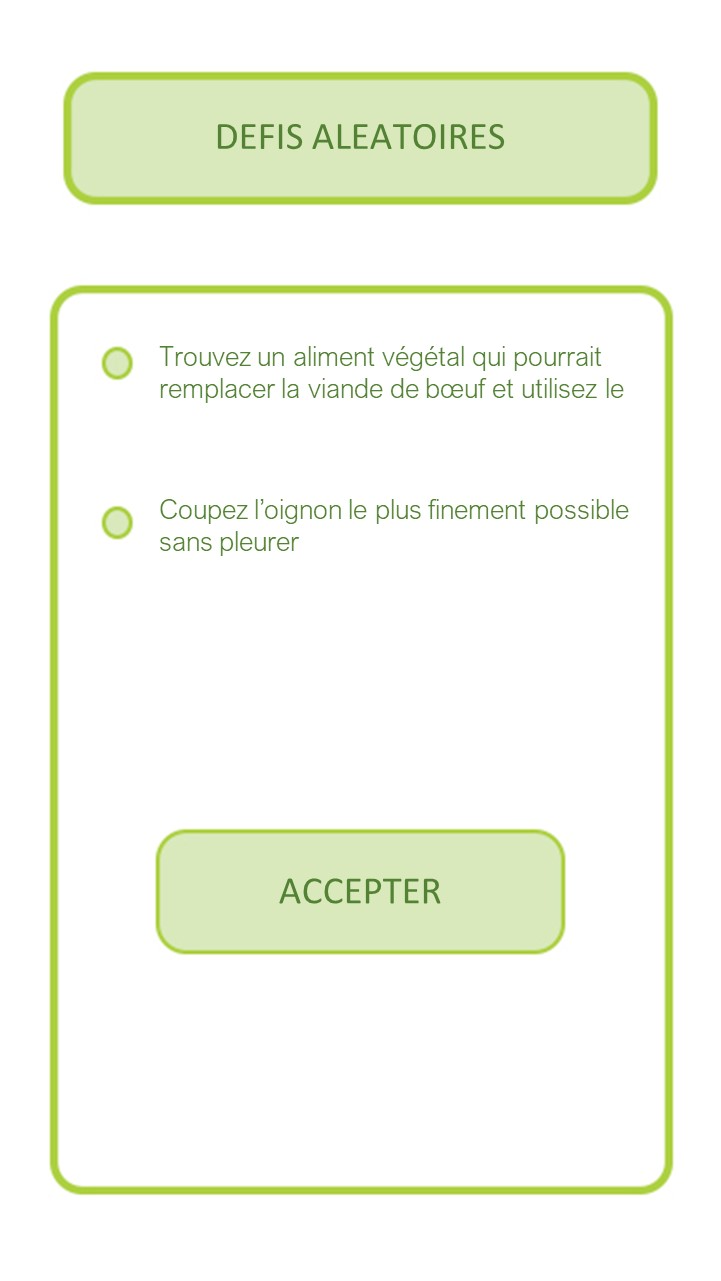 DEFIS ALEATOIRES
Trouvez un aliment végétal qui pourrait
remplacer la viande de bœuf et utilisez le
Coupez l’oignon le plus finement possible
sans pleurer
ACCEPTER